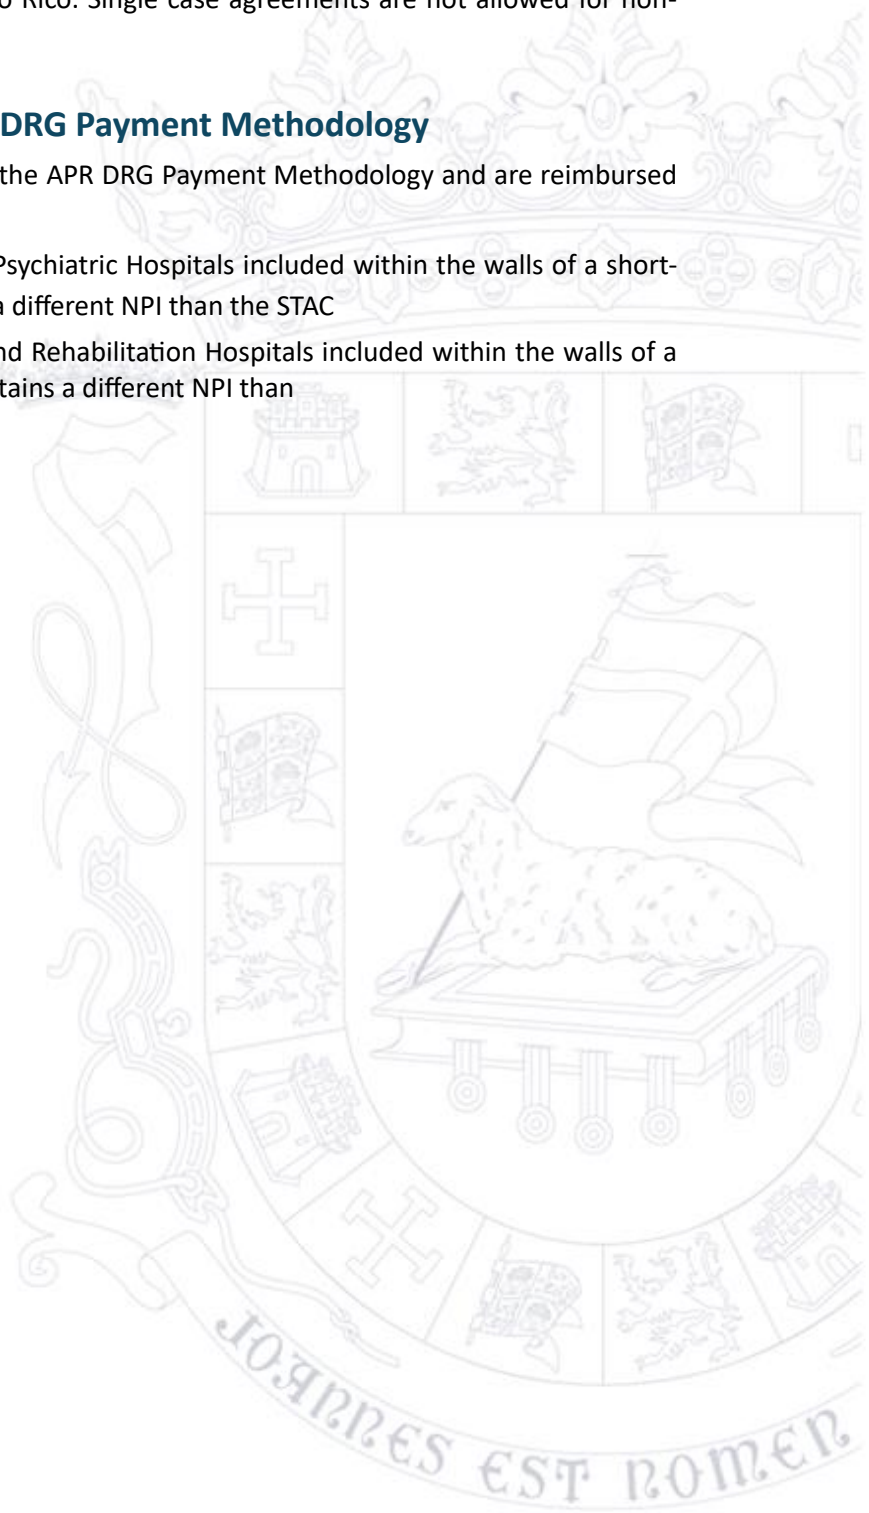 o Rico. Single case agreements are not allowed for non-
DRG Payment Methodology
the APR DRG Payment Methodology and are reimbursed
Psychiatric Hospitals included within the walls of a short-
a different NPI than the STAC
nd Rehabilitation Hospitals included within the walls of a
tains a different NPI than
JOANNES EST NOMEN